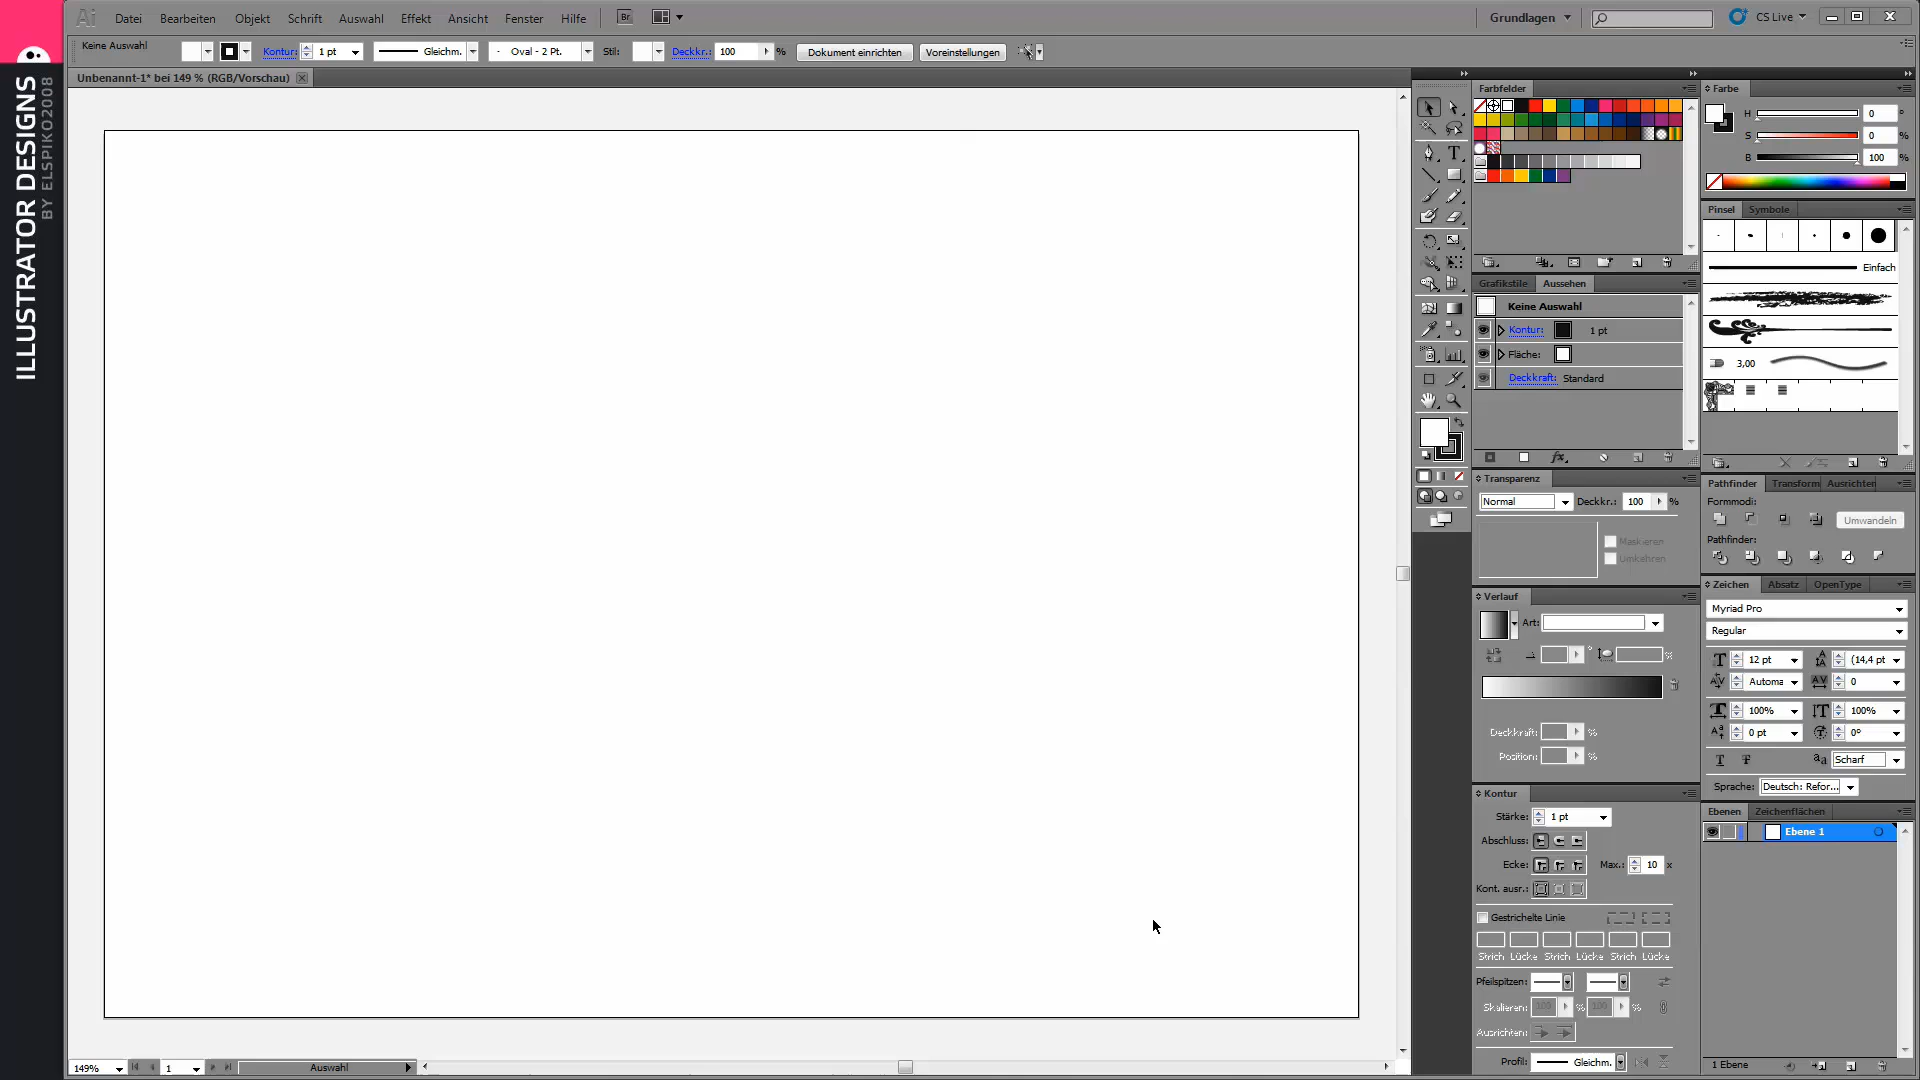 ILLUSTRATOR DESIGNS
BY ELSPIKO2008
Ai Datei Bearbeiten Objekt Schrift Auswahl Effekt Ansicht Fenster Hilfe Br Grundlagen CS Live
Keine Auswahl Kontur: 1 pt Gleichm. Oval - 2 Pt. Stil: Deckkr.: 100 % Dokument einrichten Voreinstellungen
Unbenannt-1* bei 149 % (RGB/Vorschau)
Farbfelder
Farbe
H 0 °
S 0 %
B 100 %
Pinsel Symbole
Einfach
3,00
Grafikstile Aussehen
Keine Auswahl
Kontur: 1 pt
Fläche:
Deckkraft: Standard
fx
Transparenz
Normal Deckkr.: 100 %
Maskieren
Umkehren
Pathfinder Transform Ausrichten
Formmodi:
Umwandeln
Pathfinder:
Verlauf
Art:
Deckkraft: %
Position: %
Zeichen Absatz OpenType
Myriad Pro
Regular
12 pt (14,4 pt
Automa 0
100% 100%
0 pt 0°
Scharf
Sprache: Deutsch: Refor...
Kontur
Stärke: 1 pt
Abschluss:
Ecke: Max.: 10 x
Kont. ausr.:
Gestrichelte Linie
Strich Lücke Strich Lücke Strich Lücke
Pfeilspitzen:
Skalieren: 100 % 100 %
Ausrichten:
Profil: Gleichm.
Ebenen Zeichenflächen
Ebene 1
1 Ebene
149% 1 Auswahl